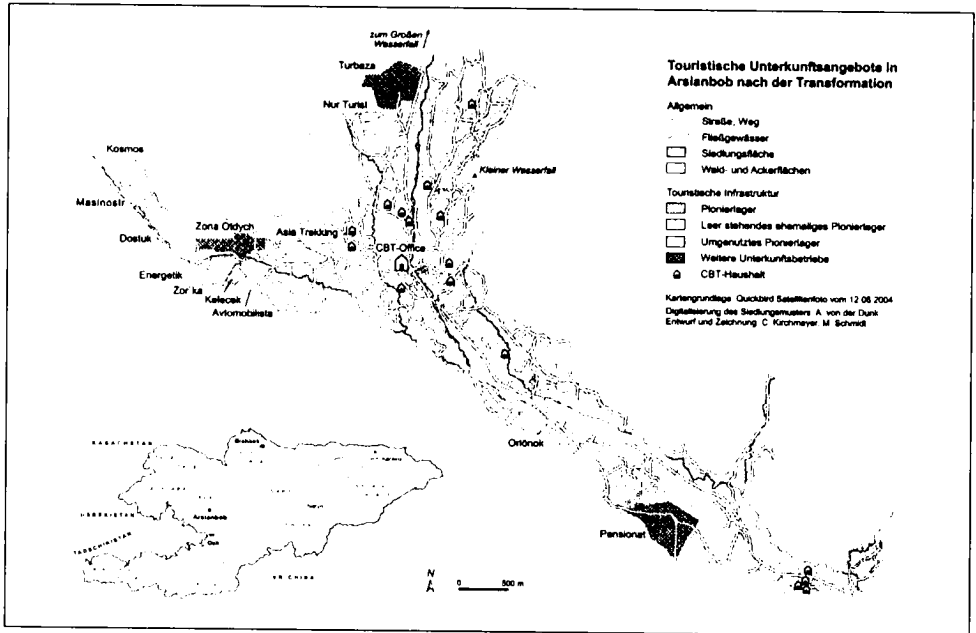 Touristische Unterkunftsangebote in
Arslanbob nach der Transformation
Allgemein
Straße, Weg
Fließgewässer
Siedlungsfläche
Wald- und Ackerflächen
Touristische Infrastruktur
Pionierlager
Leer stehendes ehemaliges Pionierlager
Umgenutztes Pionierlager
Weitere Unterkunftsbetriebe
CBT-Haushalt
Kartengrundlage Quickbird Satellitenfoto vom 12 08 2004
Digitalisierung des Siedlungsmusters A. von der Dunk
Entwurf und Zeichnung C. Kirchmayer, M. Schmidt
zum Großen
Wasserfall
Turbaza
Nur Turist
Kleiner Wasserfall
Kosmos
Masinostr
Dostuk
Zona Otdych
Asia Trekking
CBT-Office
Energetik
Zor'ka
Kelecek
Avtomobilista
Orlönok
Pensionat
KASACHSTAN
Bischkek
USBEKISTAN
Arslanbob
Osh
TADSCHIKISTAN
VR CHINA
N
0 500 m